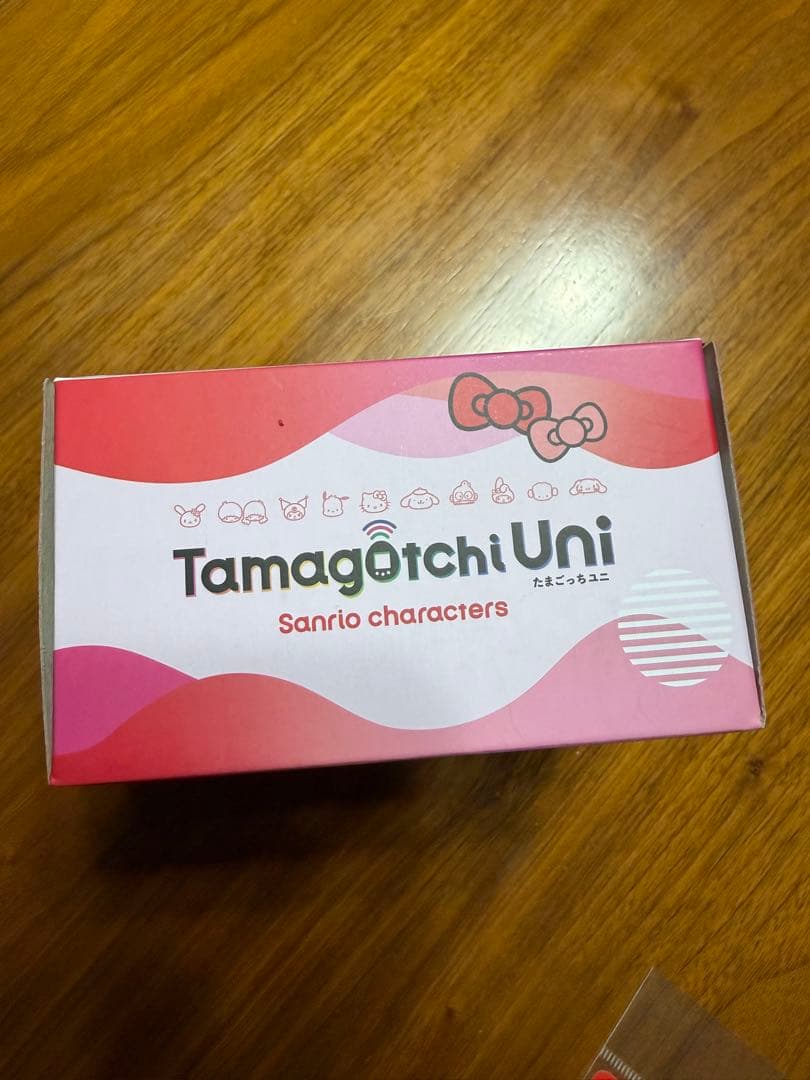 Tamagotchi Uni
たまごっちユニ
Sanrio characters